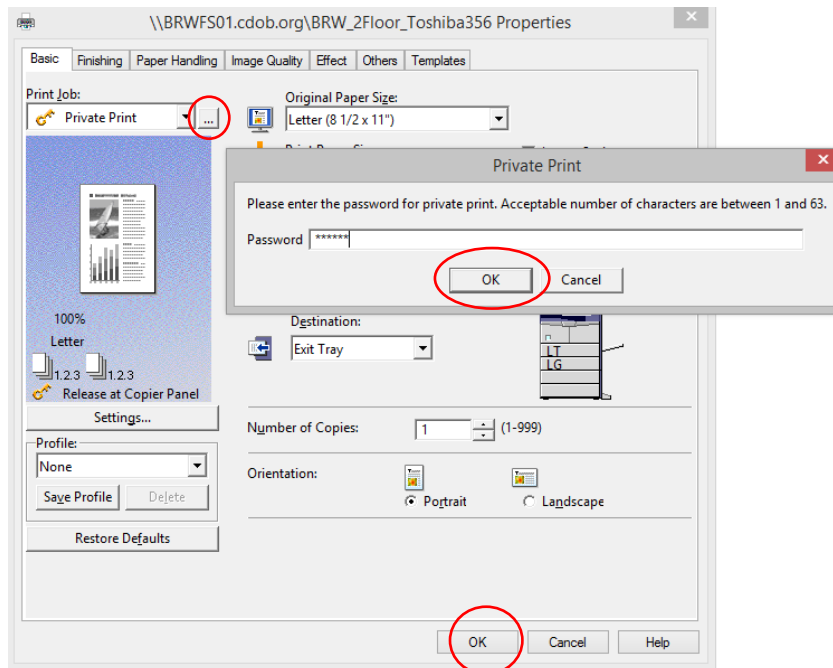 \\BRWFS01.cdob.org\BRW_2Floor_Toshiba356 Properties
Basic Finishing Paper Handling Image Quality Effect Others Templates
Print Job:
Private Print
...
Original Paper Size:
Letter (8 1/2 x 11")
Private Print
Please enter the password for private print. Acceptable number of characters are between 1 and 63.
Password ******
OK Cancel
100%
Letter
1.2.3 1.2.3
Release at Copier Panel
Settings...
Profile:
None
Save Profile Delete
Restore Defaults
Destination:
Exit Tray
LT
LG
Number of Copies: 1 (1-999)
Orientation:
Portrait Landscape
OK Cancel Help